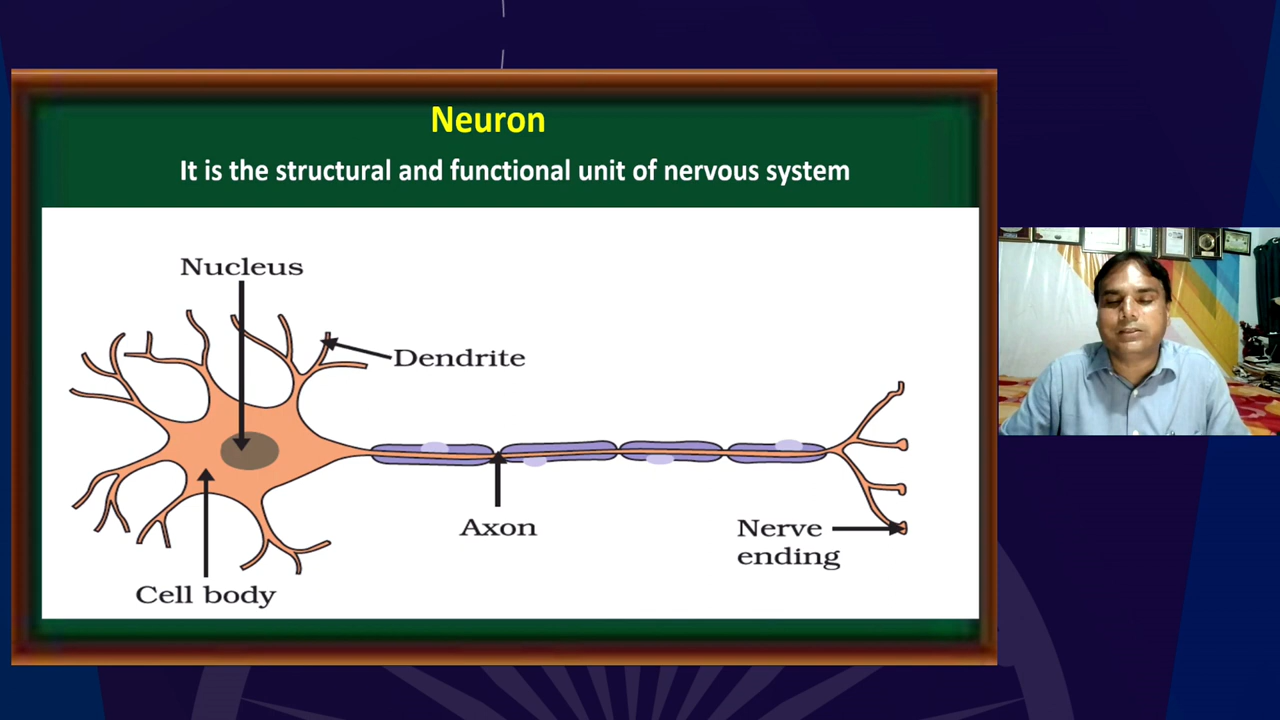 Neuron
It is the structural and functional unit of nervous system
Nucleus
Dendrite
Axon
Nerve
ending
Cell body